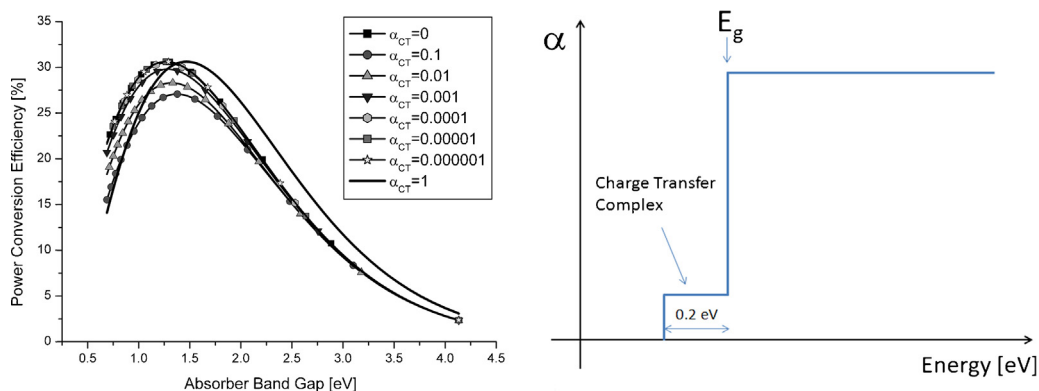 35
30
25
20
15
10
5
0
0.5 1.0 1.5 2.0 2.5 3.0 3.5 4.0 4.5
Power Conversion Efficiency [%]
Absorber Band Gap [eV]
α_CT=0
α_CT=0.1
α_CT=0.01
α_CT=0.001
α_CT=0.0001
α_CT=0.00001
α_CT=0.000001
α_CT=1
α
E_g
Charge Transfer
Complex
0.2 eV
Energy [eV]